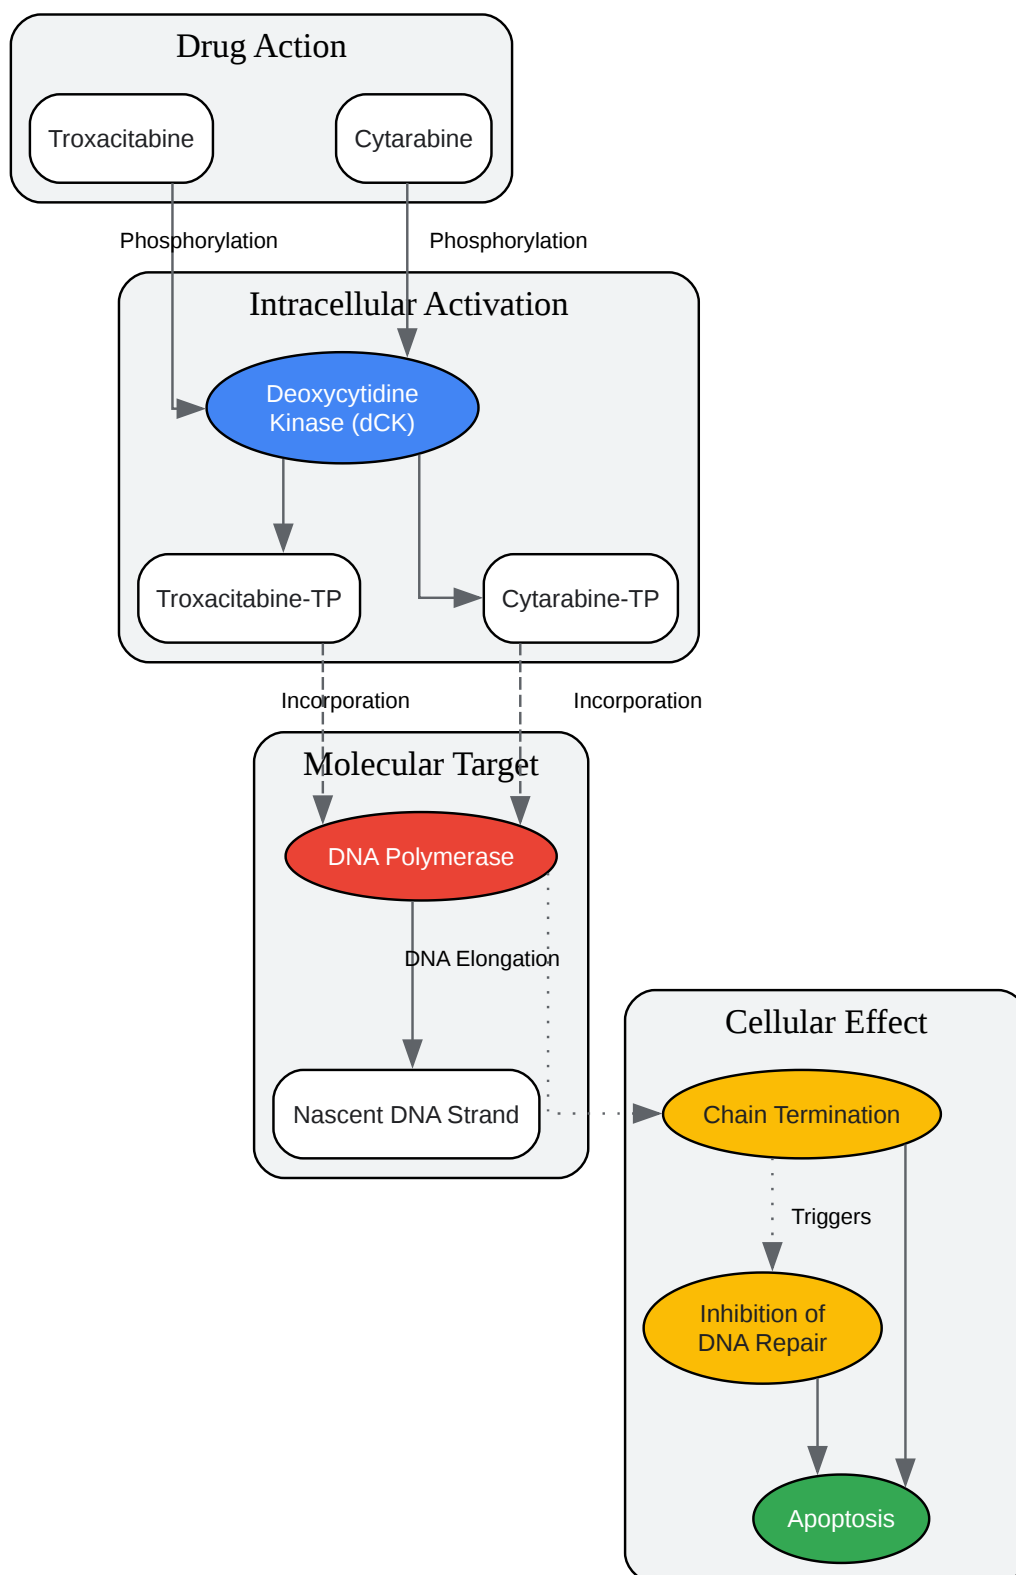 Drug Action
Troxacitabine
Cytarabine
Phosphorylation
Phosphorylation
Intracellular Activation
Deoxycytidine
Kinase (dCK)
Troxacitabine-TP
Cytarabine-TP
Incorporation
Incorporation
Molecular Target
DNA Polymerase
DNA Elongation
Nascent DNA Strand
Cellular Effect
Chain Termination
Triggers
Inhibition of
DNA Repair
Apoptosis